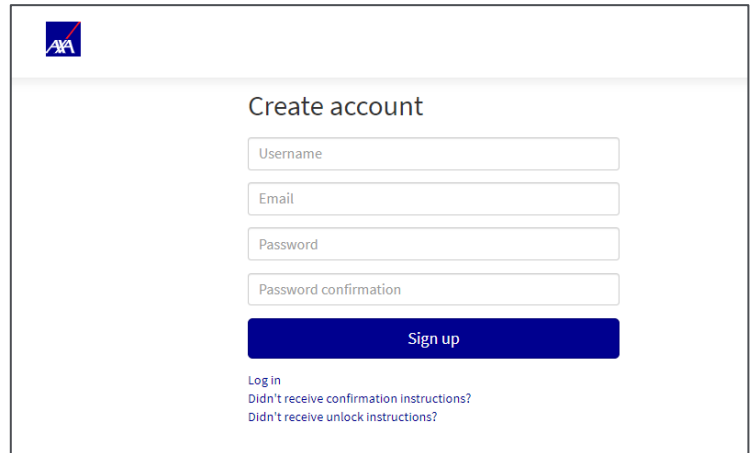 AXA
Create account
Username
Email
Password
Password confirmation
Sign up
Log in
Didn't receive confirmation instructions?
Didn't receive unlock instructions?